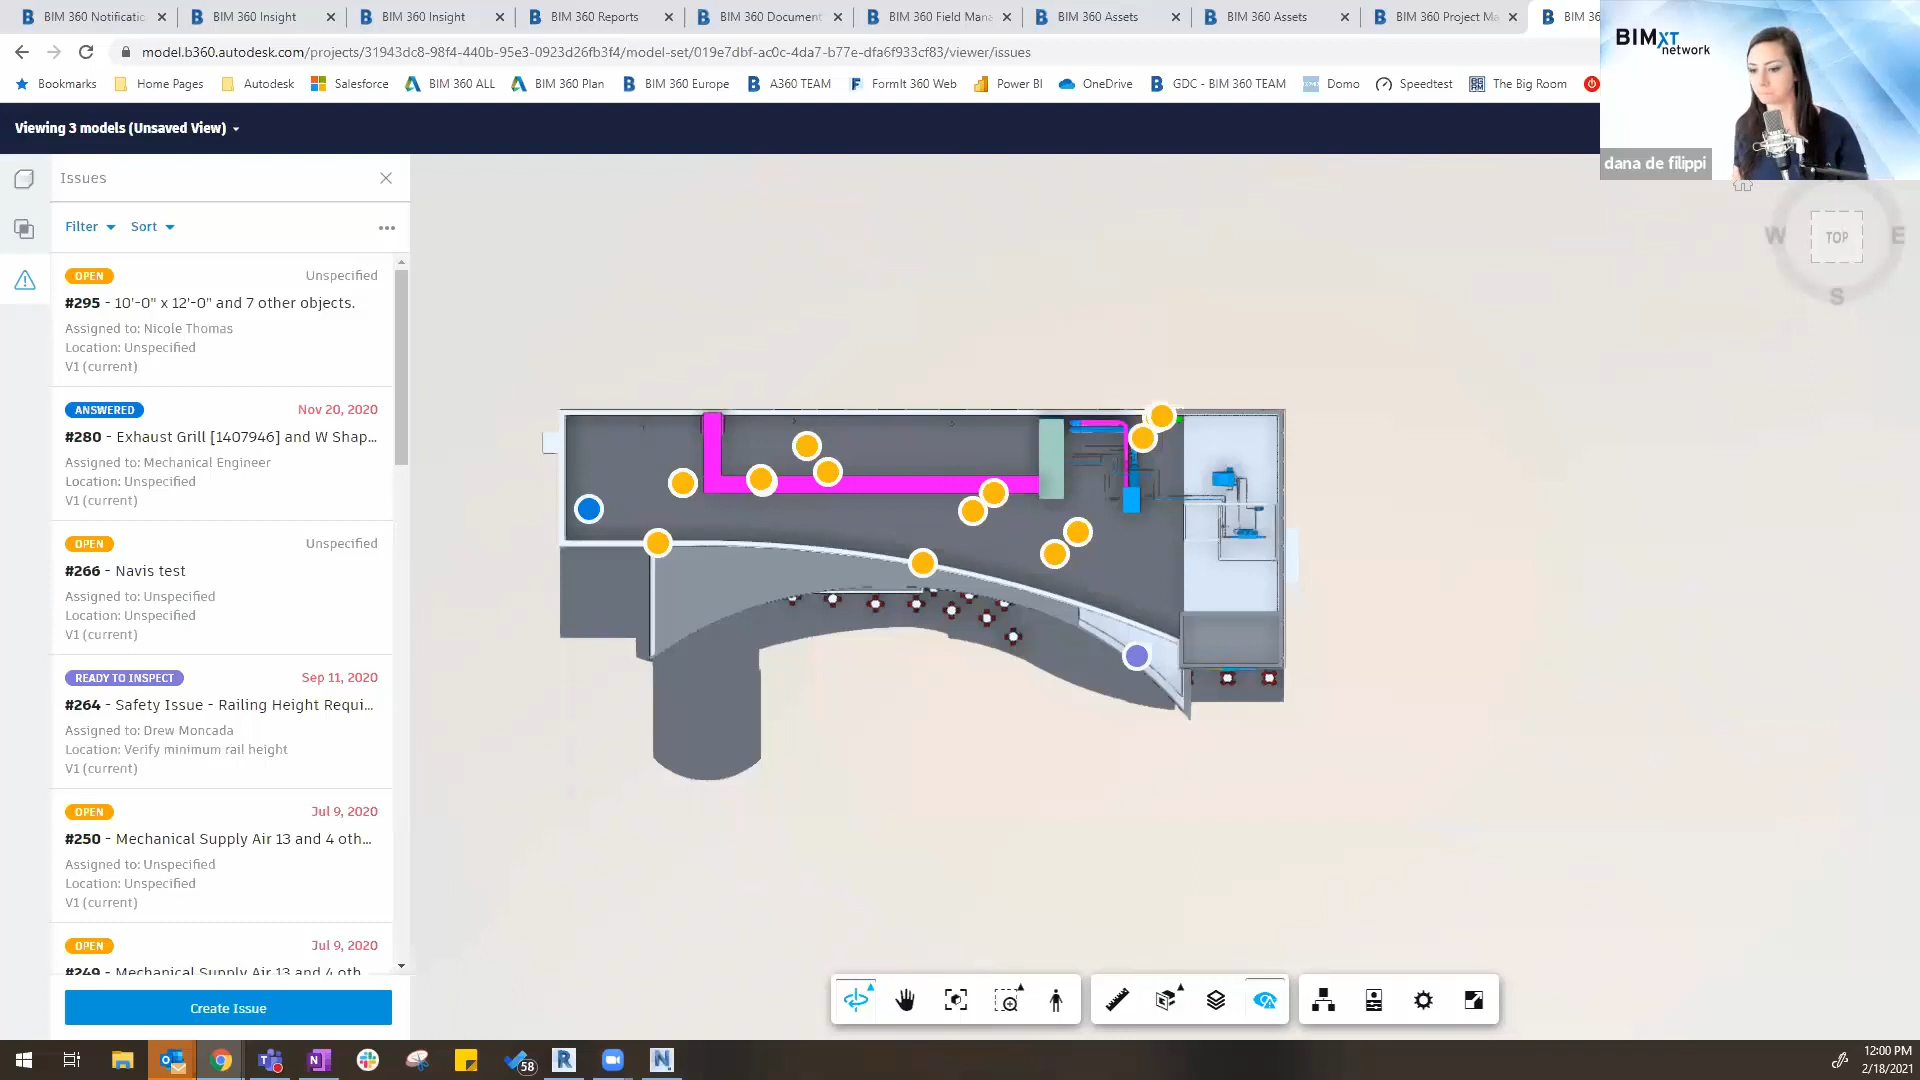 BIM 360 Notificatio
BIM 360 Insight
BIM 360 Insight
BIM 360 Reports
BIM 360 Document
BIM 360 Field Mana
BIM 360 Assets
BIM 360 Assets
BIM 360 Project Ma
BIM 36
model.b360.autodesk.com/projects/31943dc8-98f4-440b-95e3-0923d26fb3f4/model-set/019e7dbf-ac0c-4da7-b77e-dfa6f933cf83/viewer/issues
Bookmarks
Home Pages
Autodesk
Salesforce
BIM 360 ALL
BIM 360 Plan
BIM 360 Europe
A360 TEAM
FormIt 360 Web
Power BI
OneDrive
GDC - BIM 360 TEAM
Domo
Speedtest
The Big Room
BIMXT
network
dana de filippi
Viewing 3 models (Unsaved View)
Issues
Filter
Sort
OPEN
Unspecified
#295 - 10'-0" x 12'-0" and 7 other objects.
Assigned to: Nicole Thomas
Location: Unspecified
V1 (current)
ANSWERED
Nov 20, 2020
#280 - Exhaust Grill [1407946] and W Shap...
Assigned to: Mechanical Engineer
Location: Unspecified
V1 (current)
OPEN
Unspecified
#266 - Navis test
Assigned to: Unspecified
Location: Unspecified
V1 (current)
READY TO INSPECT
Sep 11, 2020
#264 - Safety Issue - Railing Height Requi...
Assigned to: Drew Moncada
Location: Verify minimum rail height
V1 (current)
OPEN
Jul 9, 2020
#250 - Mechanical Supply Air 13 and 4 oth...
Assigned to: Unspecified
Location: Unspecified
V1 (current)
OPEN
Jul 9, 2020
#249 - Mechanical Supply Air 13 and 4 oth
Create Issue
W
TOP
E
S
58
12:00 PM
2/18/2021